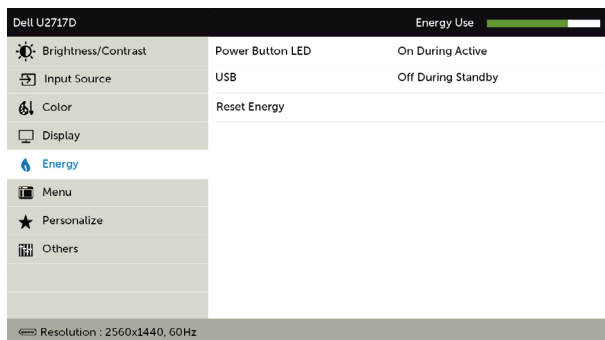 Dell U2717D Energy Use
Brightness/Contrast Power Button LED On During Active
Input Source USB Off During Standby
Color Reset Energy
Display
Energy
Menu
Personalize
Others
Resolution : 2560x1440, 60Hz